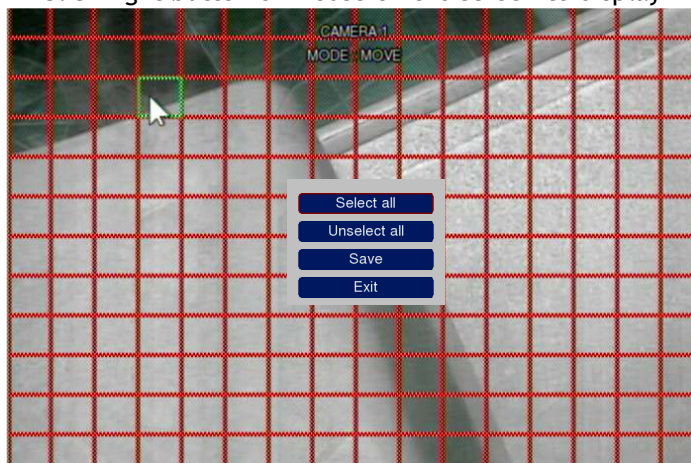 CAMERA 1
MODE : MOVE
Select all
Unselect all
Save
Exit